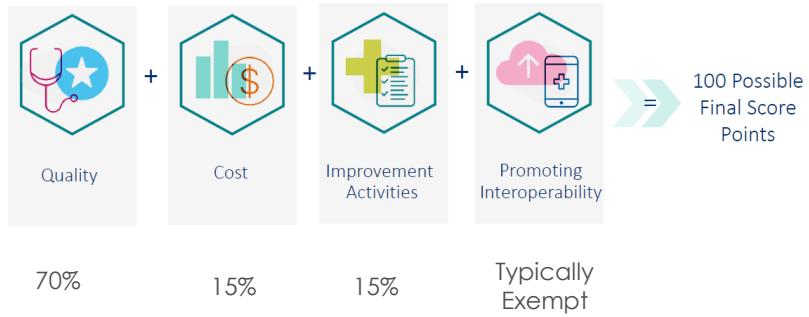 +
+
+
=
100 Possible
Final Score
Points
$
Quality
Cost
Improvement
Activities
Promoting
Interoperability
70%
15%
15%
Typically
Exempt